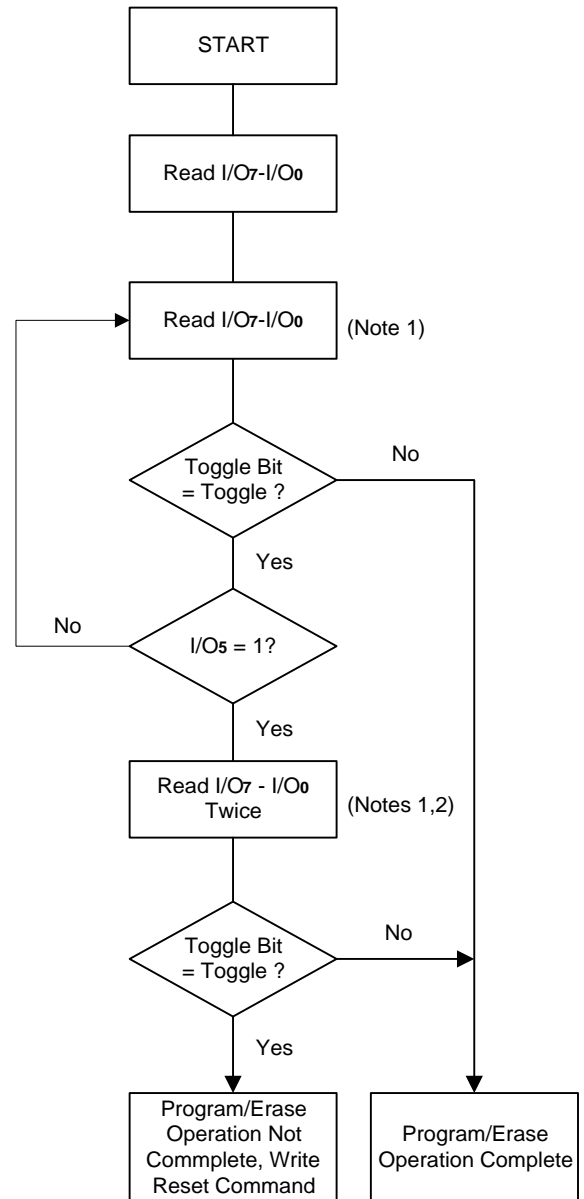 START
Read I/O7-I/O0
Read I/O7-I/O0
(Note 1)
Toggle Bit
= Toggle ?
No
Yes
No
I/O5 = 1?
Yes
Read I/O7 - I/O0
Twice
(Notes 1,2)
Toggle Bit
= Toggle ?
No
Yes
Program/Erase
Operation Not
Commplete, Write
Reset Command
Program/Erase
Operation Complete